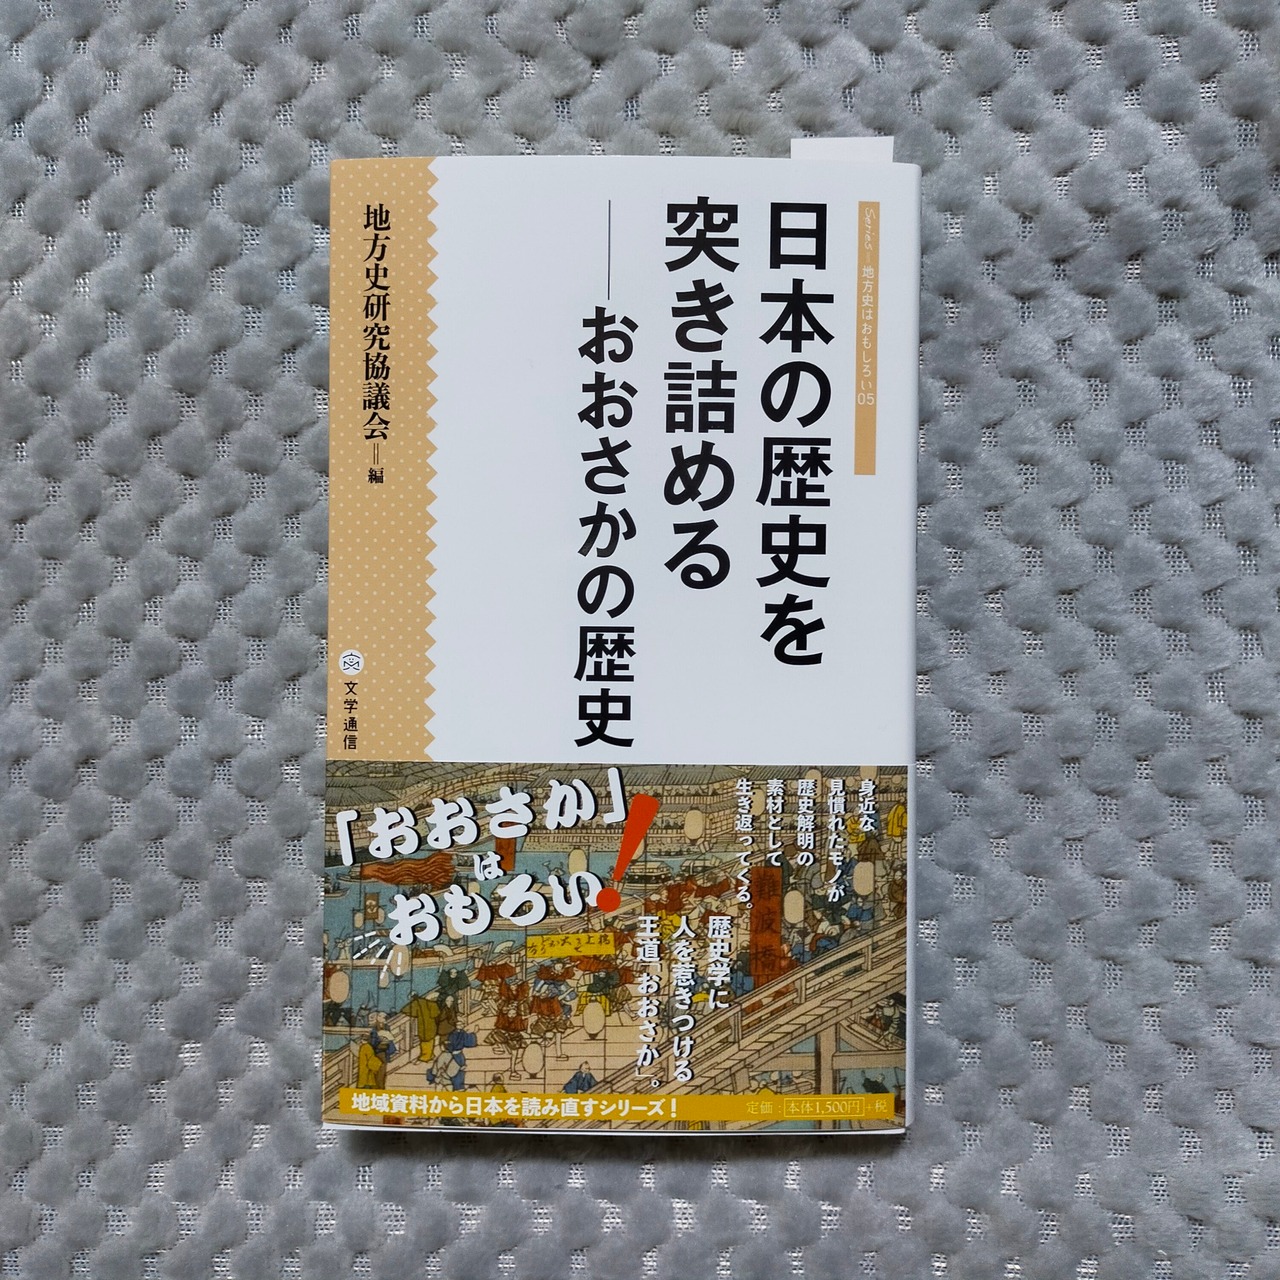 Series 地方史はおもしろい05
日本の歴史を
突き詰める
――おおさかの歴史
地方史研究協議会＝編
文学通信
身近な
見慣れたモノが
歴史解明の
素材として
生き返ってくる。
歴史学に
人を惹きつける
王道「おおさか」。
「おおさか」
は
おもろい！
難波橋
地域資料から日本を読み直すシリーズ！
定価：本体1,500円＋税